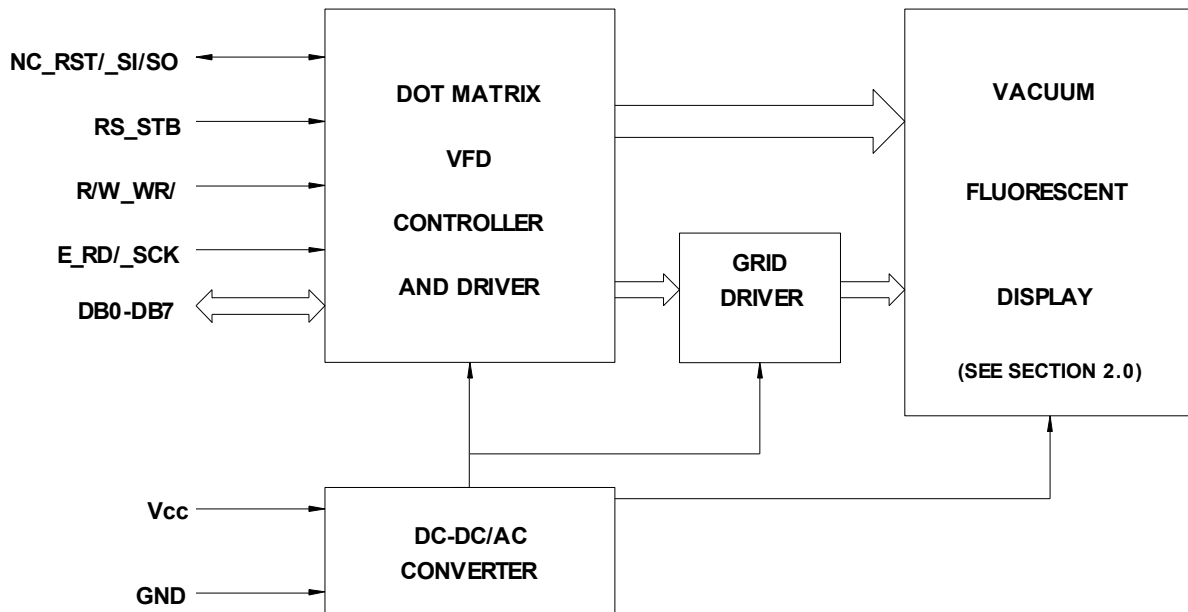 NC_RST/_SI/SO
RS_STB
R/W_WR/
E_RD/_SCK
DB0-DB7
DOT MATRIX
VFD
CONTROLLER
AND DRIVER
GRID
DRIVER
VACUUM
FLUORESCENT
DISPLAY
(SEE SECTION 2.0)
Vcc
GND
DC-DC/AC
CONVERTER